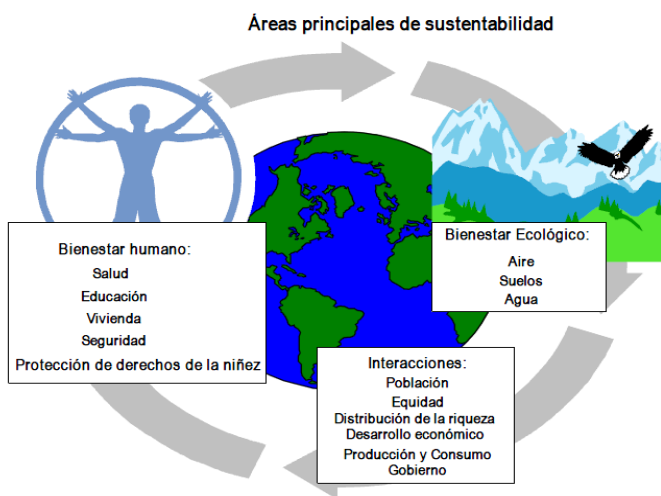 Áreas principales de sustentabilidad
Bienestar humano:
Salud
Educación
Vivienda
Seguridad
Protección de derechos de la niñez
Bienestar Ecológico:
Aire
Suelos
Agua
Interacciones:
Población
Equidad
Distribución de la riqueza
Desarrollo económico
Producción y Consumo
Gobierno